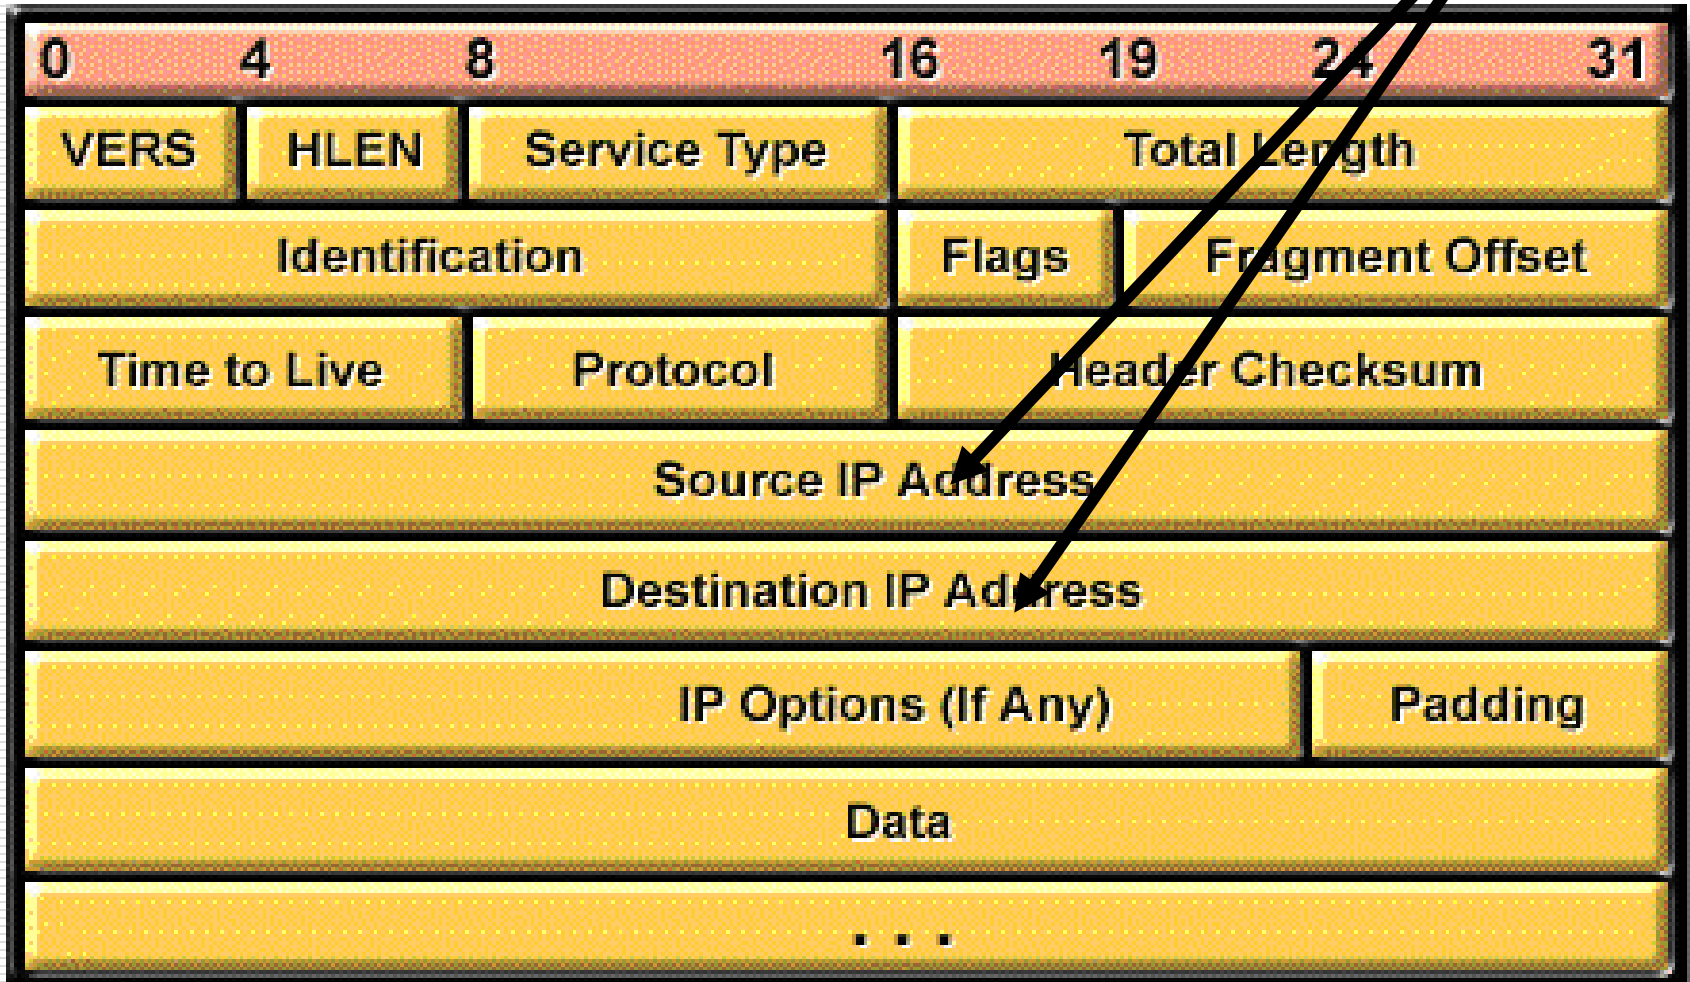 0 4 8 16 19 24 31
VERS HLEN Service Type Total Length
Identification Flags Fragment Offset
Time to Live Protocol Header Checksum
Source IP Address
Destination IP Address
IP Options (If Any) Padding
Data
. . .